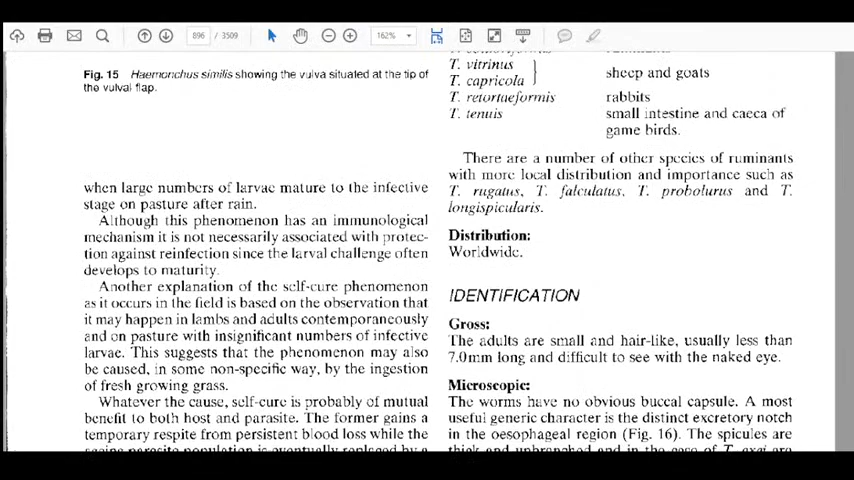 896 / 3509
162%
Fig. 15 Haemonchus similis showing the vulva situated at the tip of
the vulval flap.
when large numbers of larvae mature to the infective
stage on pasture after rain.
Although this phenomenon has an immunological
mechanism it is not necessarily associated with protec-
tion against reinfection since the larval challenge often
develops to maturity.
Another explanation of the self-cure phenomenon
as it occurs in the field is based on the observation that
it may happen in lambs and adults contemporaneously
and on pasture with insignificant numbers of infective
larvae. This suggests that the phenomenon may also
be caused, in some non-specific way, by the ingestion
of fresh growing grass.
Whatever the cause, self-cure is probably of mutual
benefit to both host and parasite. The former gains a
temporary respite from persistent blood loss while the
T. vitrinus
T. capricola
sheep and goats
T. retortaeformis rabbits
T. tenuis small intestine and caeca of
game birds.
There are a number of other species of ruminants
with more local distribution and importance such as
T. rugatus, T. falculatus, T. probolurus and T.
longispicularis.
Distribution:
Worldwide.
IDENTIFICATION
Gross:
The adults are small and hair-like, usually less than
7.0mm long and difficult to see with the naked eye.
Microscopic:
The worms have no obvious buccal capsule. A most
useful generic character is the distinct excretory notch
in the oesophageal region (Fig. 16). The spicules are